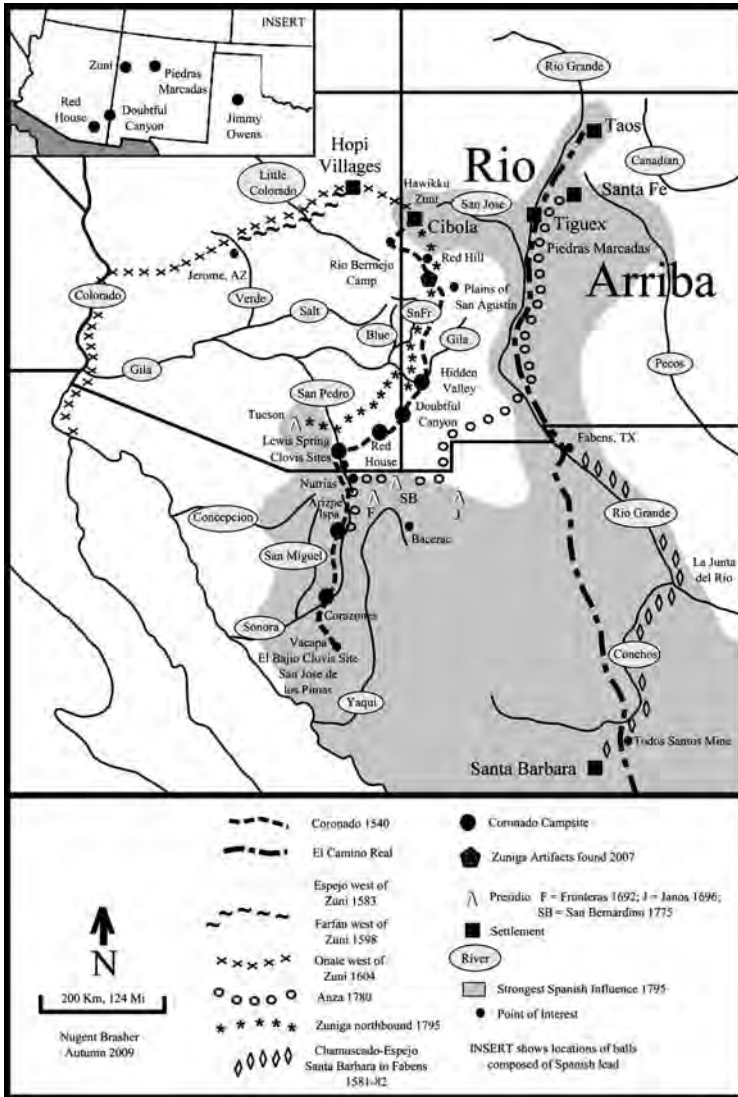 INSERT
Zuni
Piedras
Marcadas
Red
House
Doubtful
Canyon
Jimmy
Owens
Rio Grande
Taos
Canadian
Hopi
Villages
Rio
Little
Colorado
Hawikku
Zuni
San Jose
Santa Fe
Cibola
Tiguex
Piedras Marcadas
Jerome, AZ
Rio Bermejo
Camp
Red Hill
Arriba
Colorado
Verde
Plains of
San Agustin
Salt
SnFr
Blue
Gila
Gila
Pecos
San Pedro
Hidden
Valley
Tucson
Doubtful
Canyon
Lewis Spring
Clovis Sites
Red
House
Fabens, TX
Nutrias
SB
F
J
Arizpe
Ispa
Concepcion
Rio Grande
Bacerac
San Miguel
La Junta
del Rio
Corazones
Sonora
Vacapa
El Bajio Clovis Site
San Jose de
los Pimas
Conchos
Yaqui
Todos Santos Mine
Santa Barbara
Coronado 1540
El Camino Real
Espejo west of
Zuni 1583
Farfan west of
Zuni 1598
Onate west of
Zuni 1604
Anza 1780
Zuniga northbound 1795
Chamuscado-Espejo
Santa Barbara to Fabens
1581-82
Coronado Campsite
Zuniga Artifacts found 2007
Presidio F = Fronteras 1692; J = Janos 1696;
SB = San Bernardino 1775
Settlement
River
Strongest Spanish Influence 1795
Point of Interest
INSERT shows locations of balls
composed of Spanish lead
N
200 Km, 124 Mi
Nugent Brasher
Autumn 2009